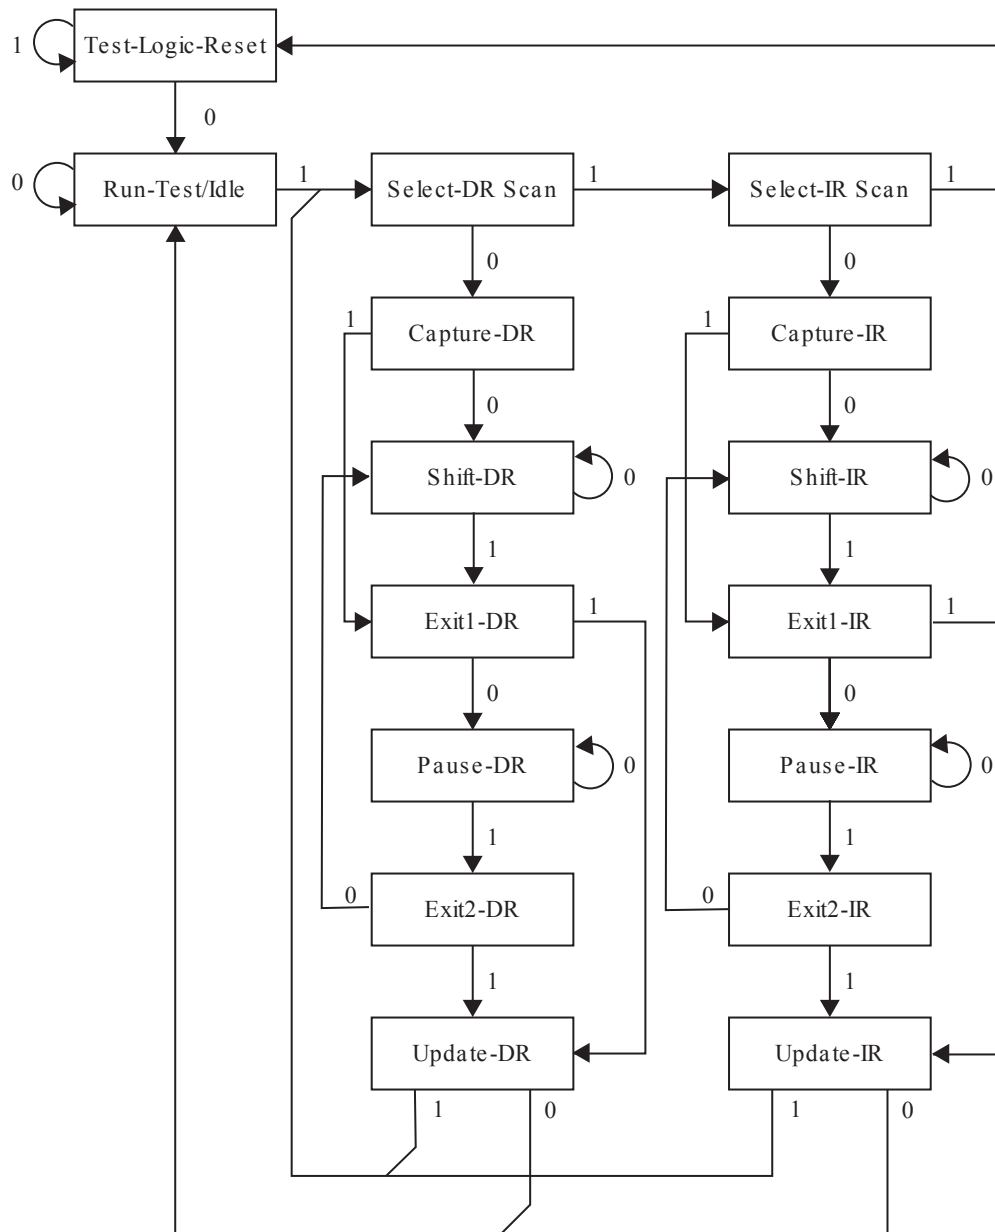 1
Test-Logic-Reset
0
0
Run-Test/Idle
1
Select-DR Scan
1
Select-IR Scan
1
0
0
1
Capture-DR
1
Capture-IR
0
0
Shift-DR
0
Shift-IR
0
1
1
Exit1-DR
1
Exit1-IR
1
0
0
Pause-DR
0
Pause-IR
0
1
1
0
Exit2-DR
0
Exit2-IR
1
1
Update-DR
Update-IR
1
0
1
0